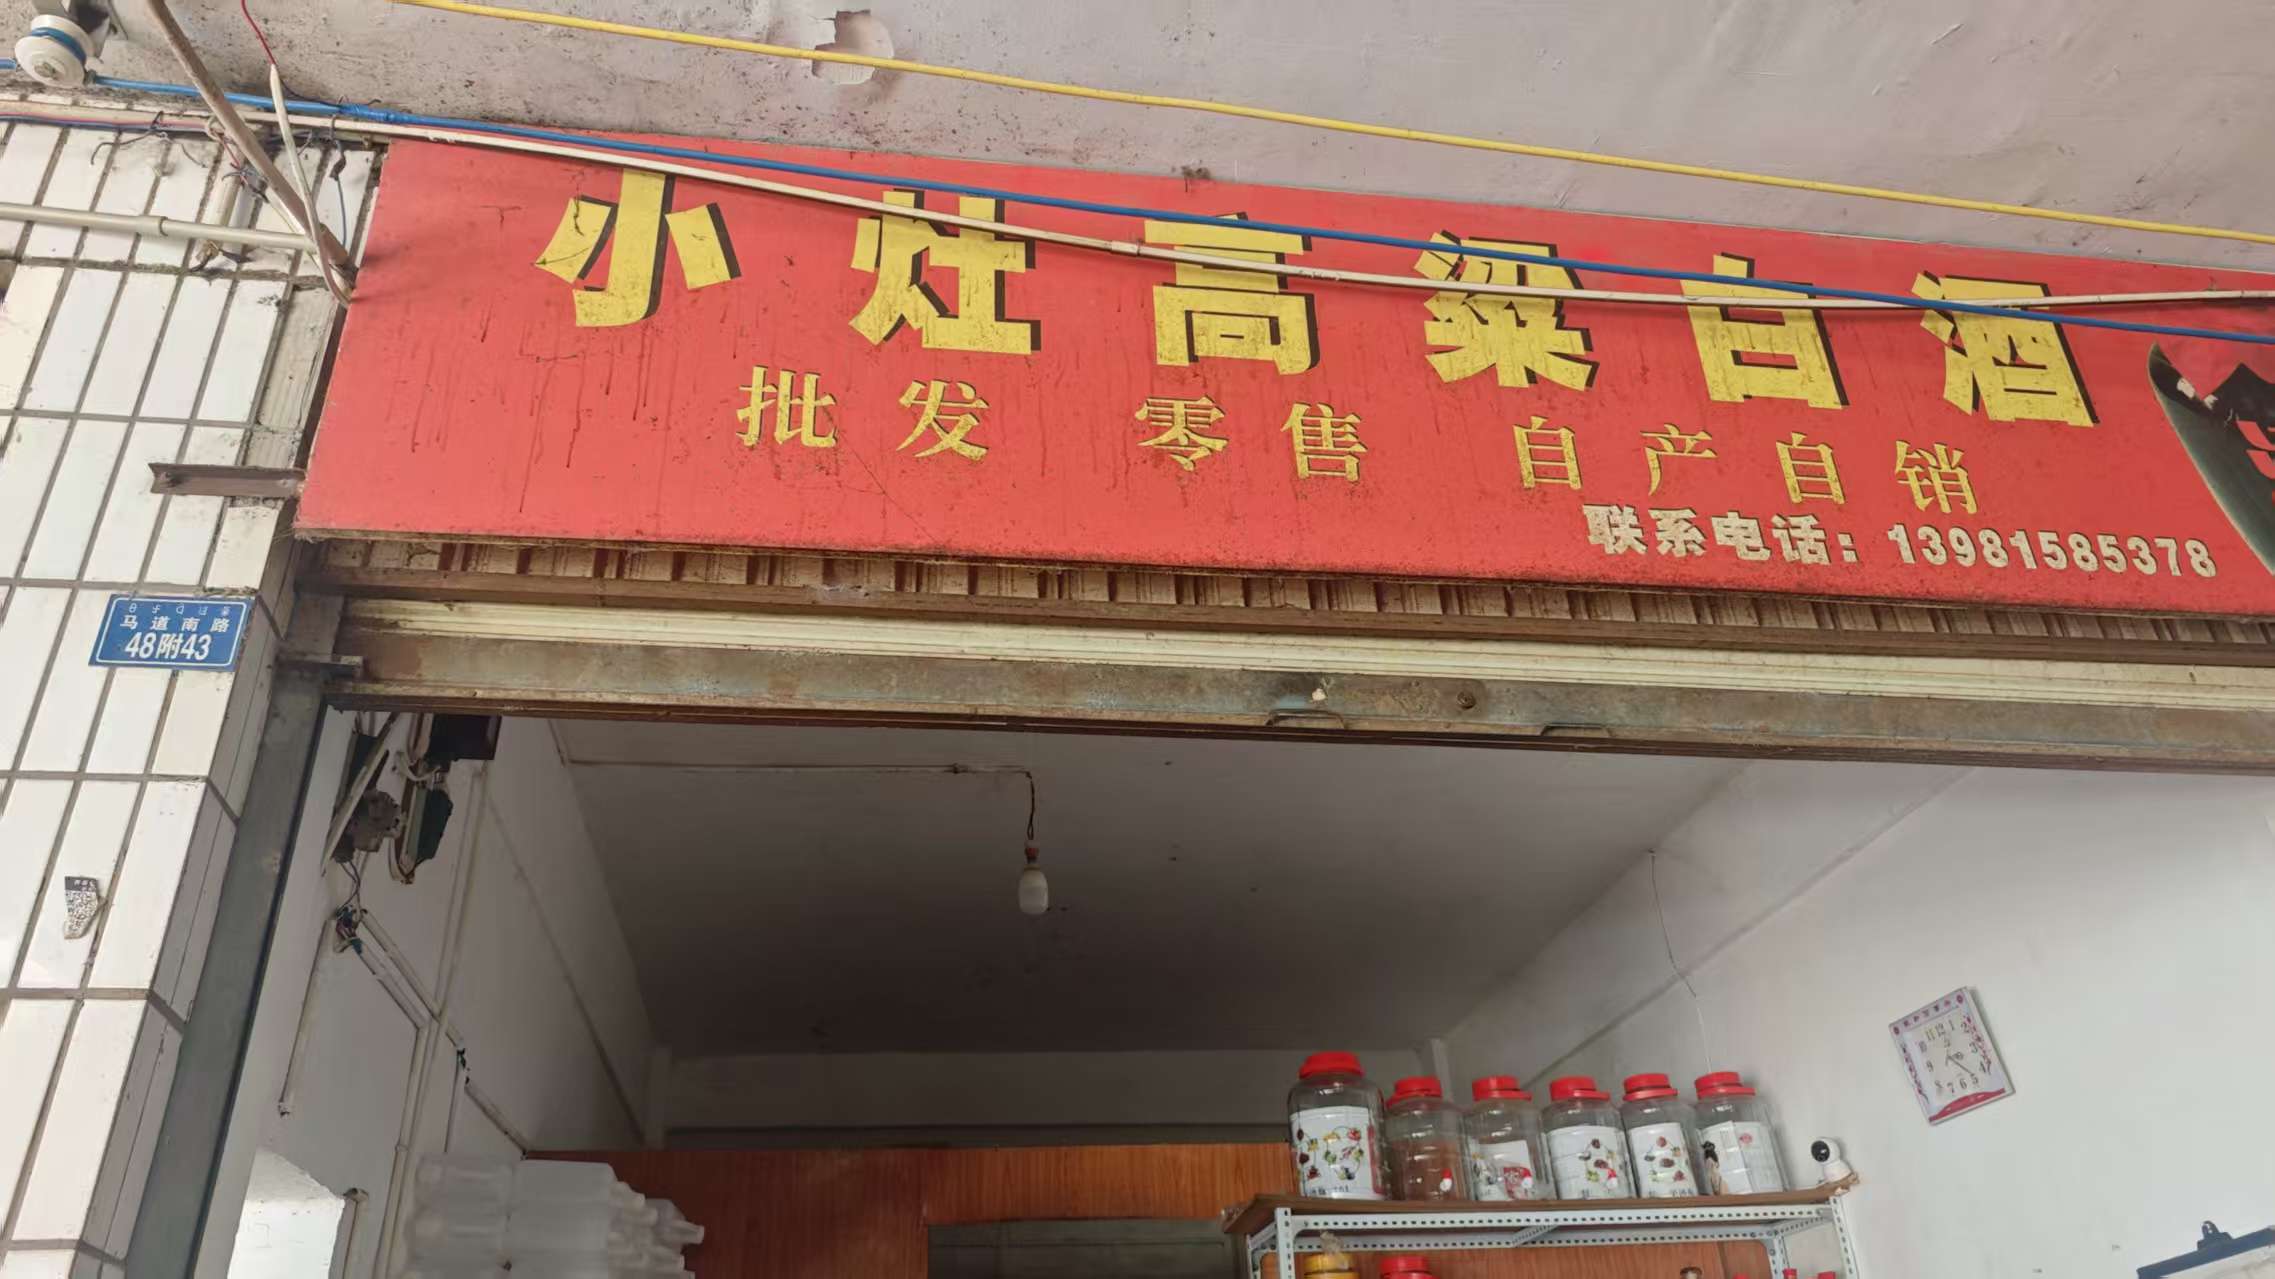 小灶高粱白酒
批发 零售 自产自销
联系电话：13981585378
马道南路
48附43